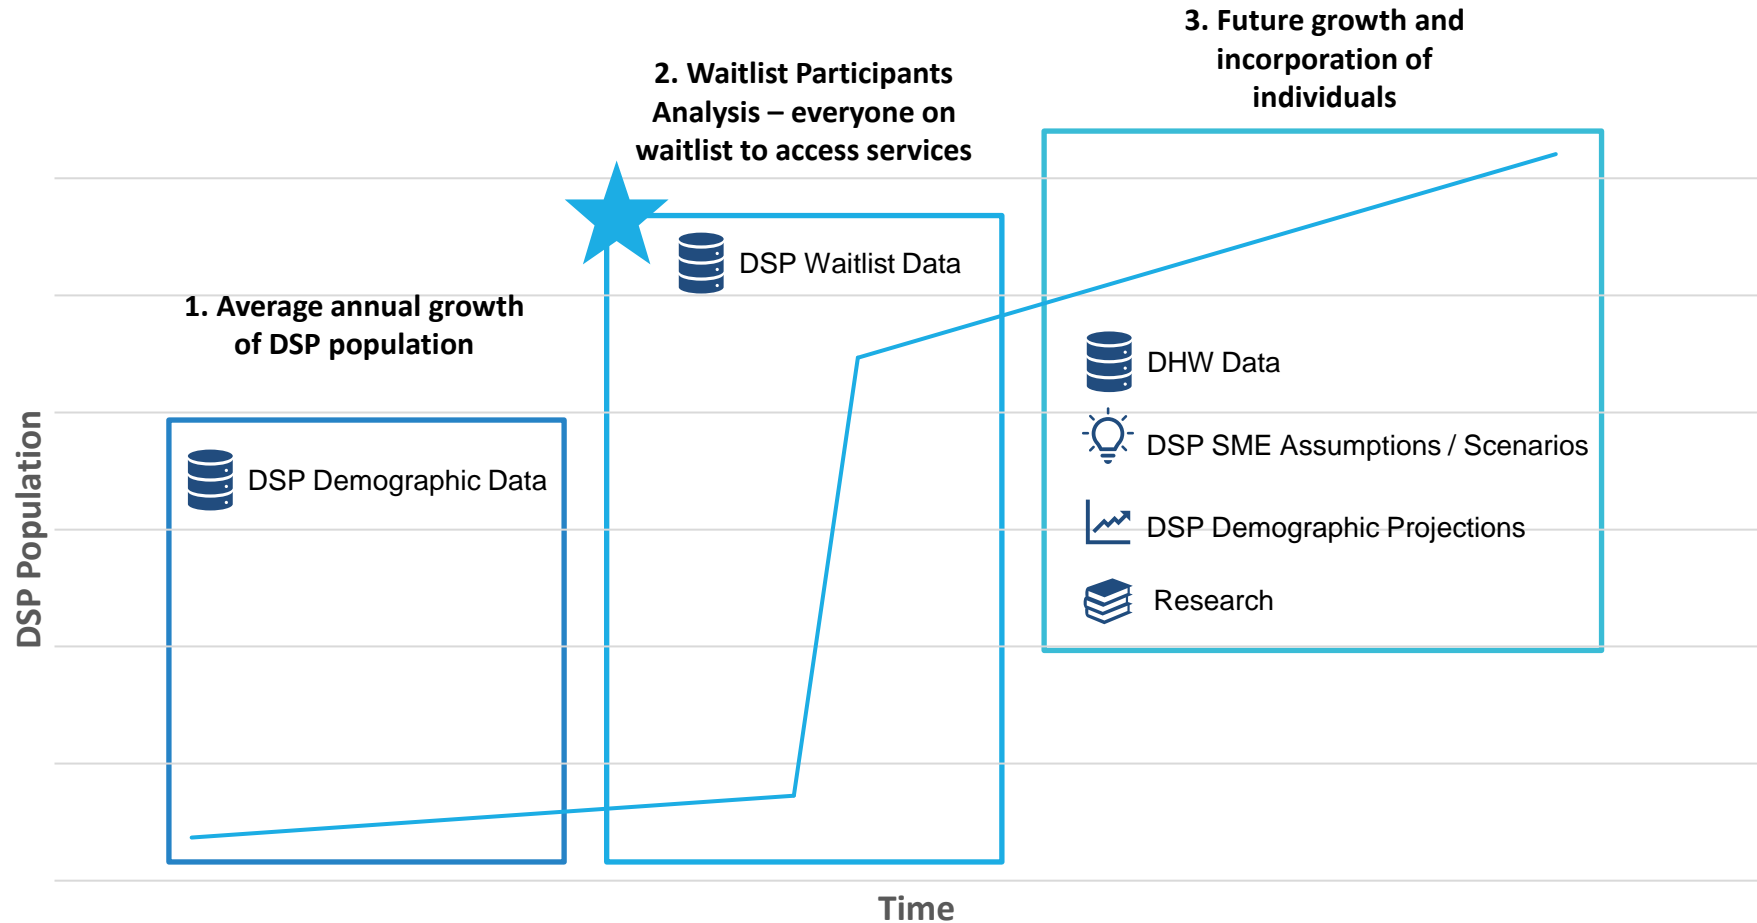 3. Future growth and
incorporation of
individuals
2. Waitlist Participants
Analysis – everyone on
waitlist to access services
1. Average annual growth
of DSP population
DSP Waitlist Data
DSP Demographic Data
DHW Data
DSP SME Assumptions / Scenarios
DSP Demographic Projections
Research
DSP Population
Time